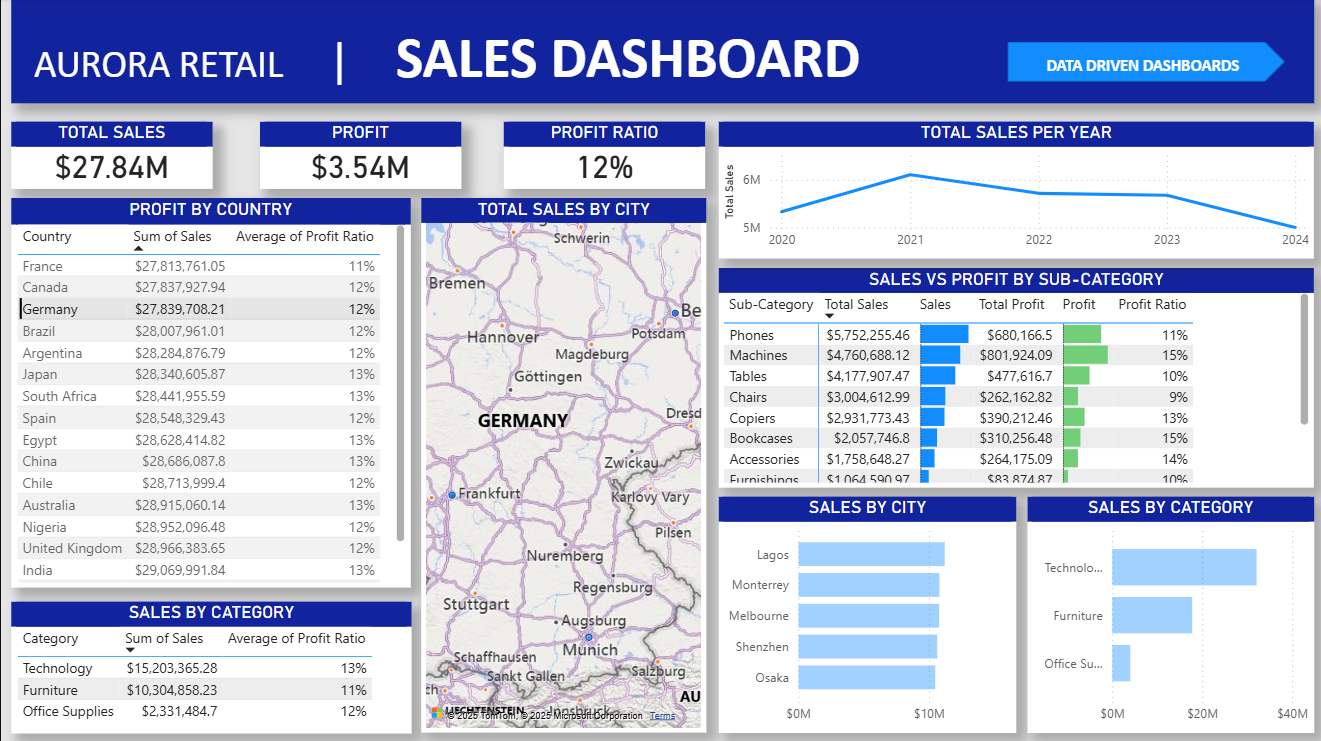 AURORA RETAIL | SALES DASHBOARD
DATA DRIVEN DASHBOARDS
TOTAL SALES
$27.84M
PROFIT
$3.54M
PROFIT RATIO
12%
TOTAL SALES PER YEAR
Total Sales
6M
5M
2020 2021 2022 2023 2024
PROFIT BY COUNTRY
Country Sum of Sales Average of Profit Ratio
France $27,813,761.05 11%
Canada $27,837,927.94 12%
Germany $27,839,708.21 12%
Brazil $28,007,961.01 12%
Argentina $28,284,876.79 12%
Japan $28,340,605.87 13%
South Africa $28,441,955.59 13%
Spain $28,548,329.43 12%
Egypt $28,628,414.82 13%
China $28,686,087.8 13%
Chile $28,713,999.4 12%
Australia $28,915,060.14 13%
Nigeria $28,952,096.48 12%
United Kingdom $28,966,383.65 12%
India $29,069,991.84 13%
SALES BY CATEGORY
Category Sum of Sales Average of Profit Ratio
Technology $15,203,365.28 13%
Furniture $10,304,858.23 11%
Office Supplies $2,331,484.7 12%
TOTAL SALES BY CITY
Schwerin
Bremen
Be
Hannover
Potsdam
Magdeburg
Göttingen
GERMANY
Dresd
Zwickau
Frankfurt
Karlovy Vary
Pilsen
Nuremberg
Regensburg
Stuttgart
Augsburg
Munich
Schaffhausen
Sankt Gallen
Salzburg
ch
AU
LIECHTENSTEIN
Innsbruck
© 2025 TomTom, © 2025 Microsoft Corporation Terms
SALES VS PROFIT BY SUB-CATEGORY
Sub-Category Total Sales Sales Total Profit Profit Profit Ratio
Phones $5,752,255.46 $680,166.5 11%
Machines $4,760,688.12 $801,924.09 15%
Tables $4,177,907.47 $477,616.7 10%
Chairs $3,004,612.99 $262,162.82 9%
Copiers $2,931,773.43 $390,212.46 13%
Bookcases $2,057,746.8 $310,256.48 15%
Accessories $1,758,648.27 $264,175.09 14%
Furnishings $1,064,590.97 $83,874.87 10%
SALES BY CITY
Lagos
Monterrey
Melbourne
Shenzhen
Osaka
$0M $10M
SALES BY CATEGORY
Technolo...
Furniture
Office Su...
$0M $20M $40M